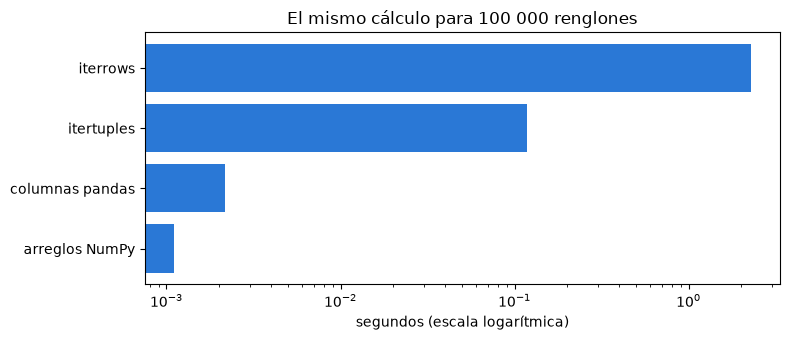 El mismo cálculo para 100 000 renglones
iterrows
itertuples
columnas pandas
arreglos NumPy
10⁻³ 10⁻² 10⁻¹ 10⁰
segundos (escala logarítmica)